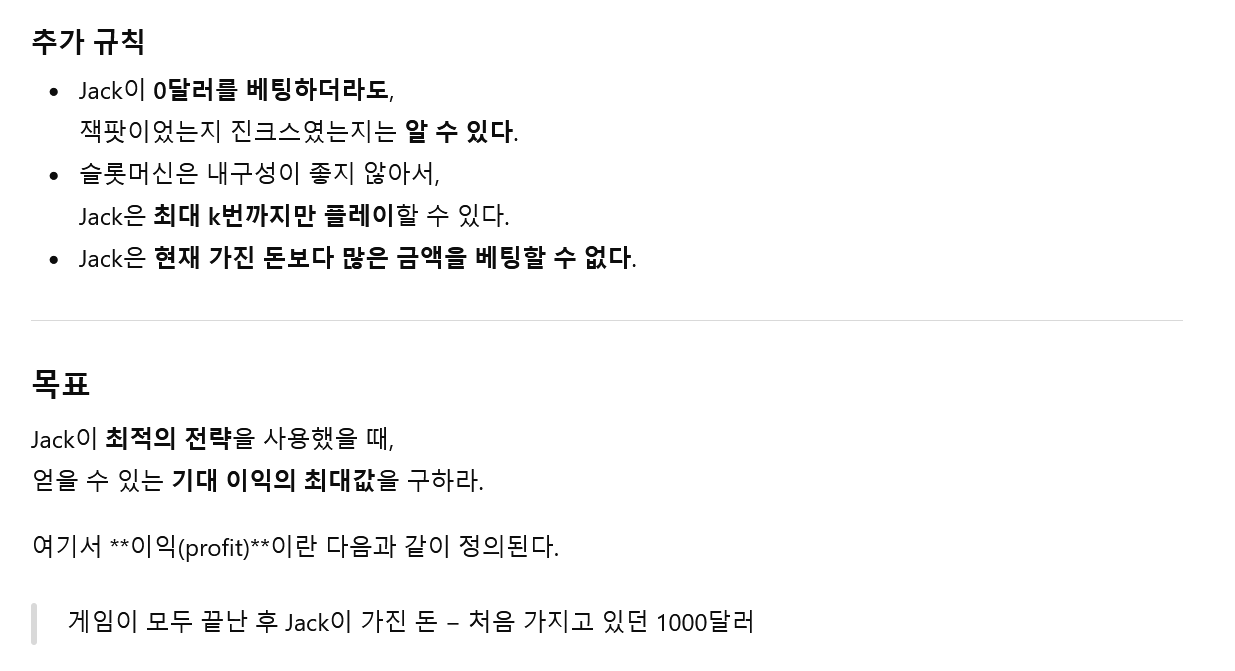 추가 규칙
• Jack이 0달러를 베팅하더라도,
잭팟이었는지 진크스였는지는 알 수 있다.
• 슬롯머신은 내구성이 좋지 않아서,
Jack은 최대 k번까지만 플레이할 수 있다.
• Jack은 현재 가진 돈보다 많은 금액을 베팅할 수 없다.
목표
Jack이 최적의 전략을 사용했을 때,
얻을 수 있는 기대 이익의 최대값을 구하라.
여기서 **이익(profit)**이란 다음과 같이 정의된다.
게임이 모두 끝난 후 Jack이 가진 돈 − 처음 가지고 있던 1000달러